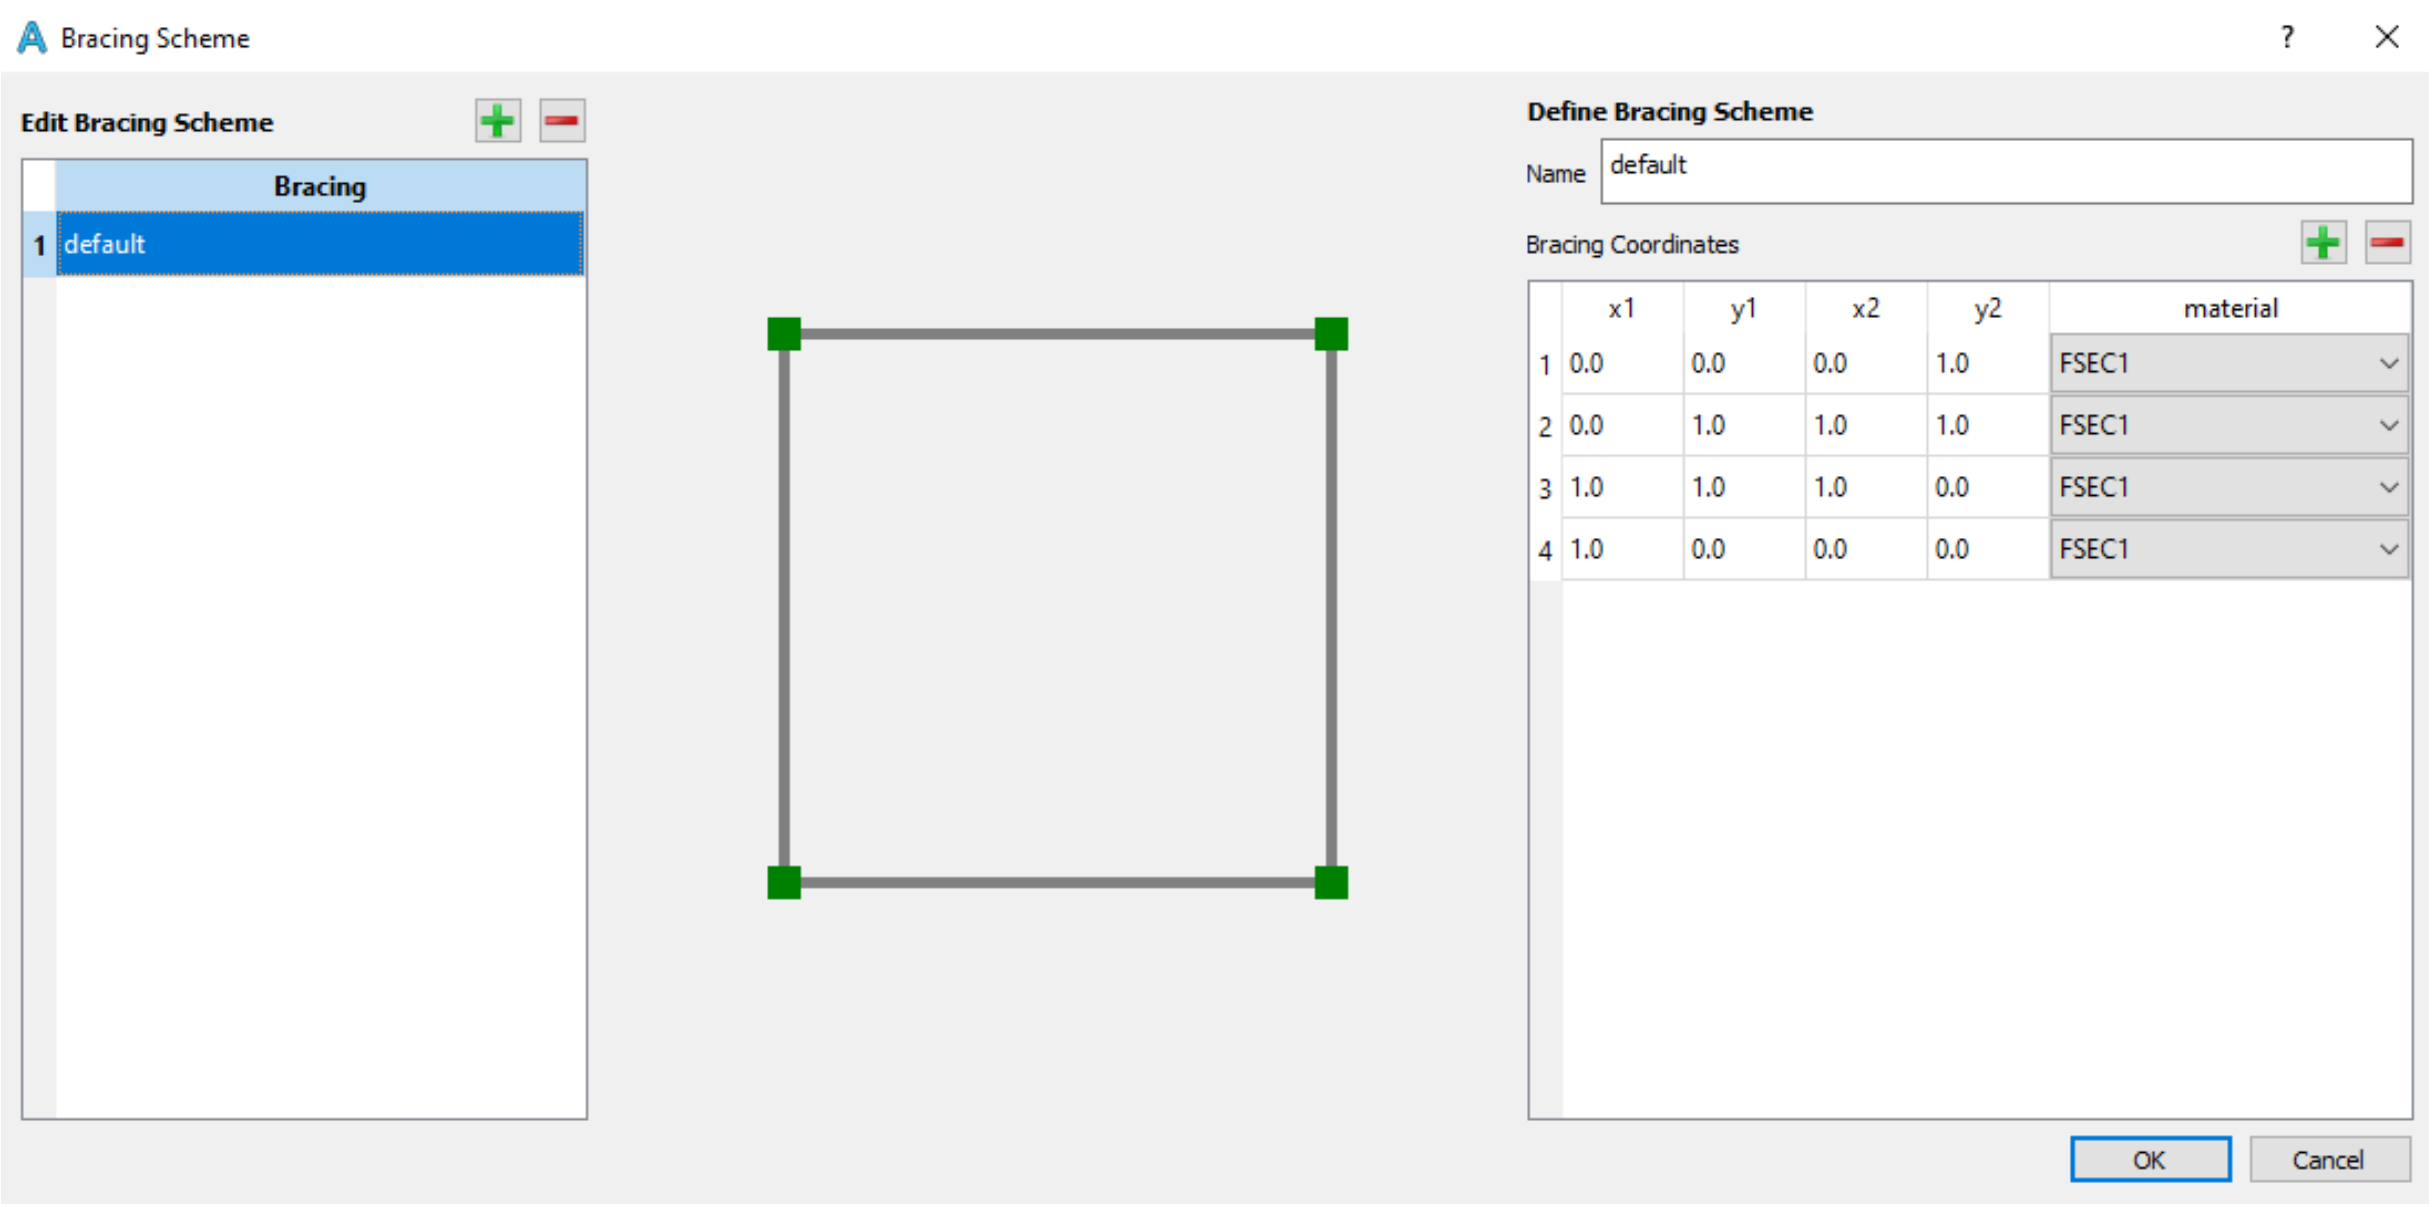 Bracing Scheme ?
Edit Bracing Scheme
Bracing
1 default
Define Bracing Scheme
Name default
Bracing Coordinates
x1 y1 x2 y2 material
1 0.0 0.0 0.0 1.0 FSEC1
2 0.0 1.0 1.0 1.0 FSEC1
3 1.0 1.0 1.0 0.0 FSEC1
4 1.0 0.0 0.0 0.0 FSEC1
OK Cancel